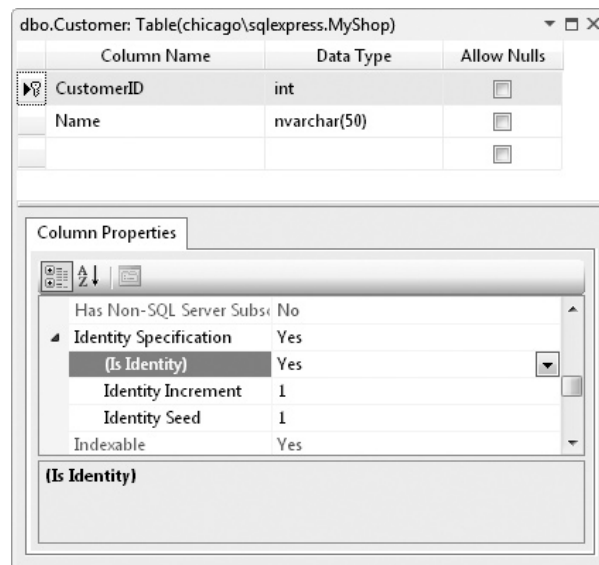 dbo.Customer: Table(chicago\sqlexpress.MyShop)
Column Name Data Type Allow Nulls
CustomerID int
Name nvarchar(50)
Column Properties
Has Non-SQL Server Subs No
Identity Specification Yes
(Is Identity) Yes
Identity Increment 1
Identity Seed 1
Indexable Yes
(Is Identity)